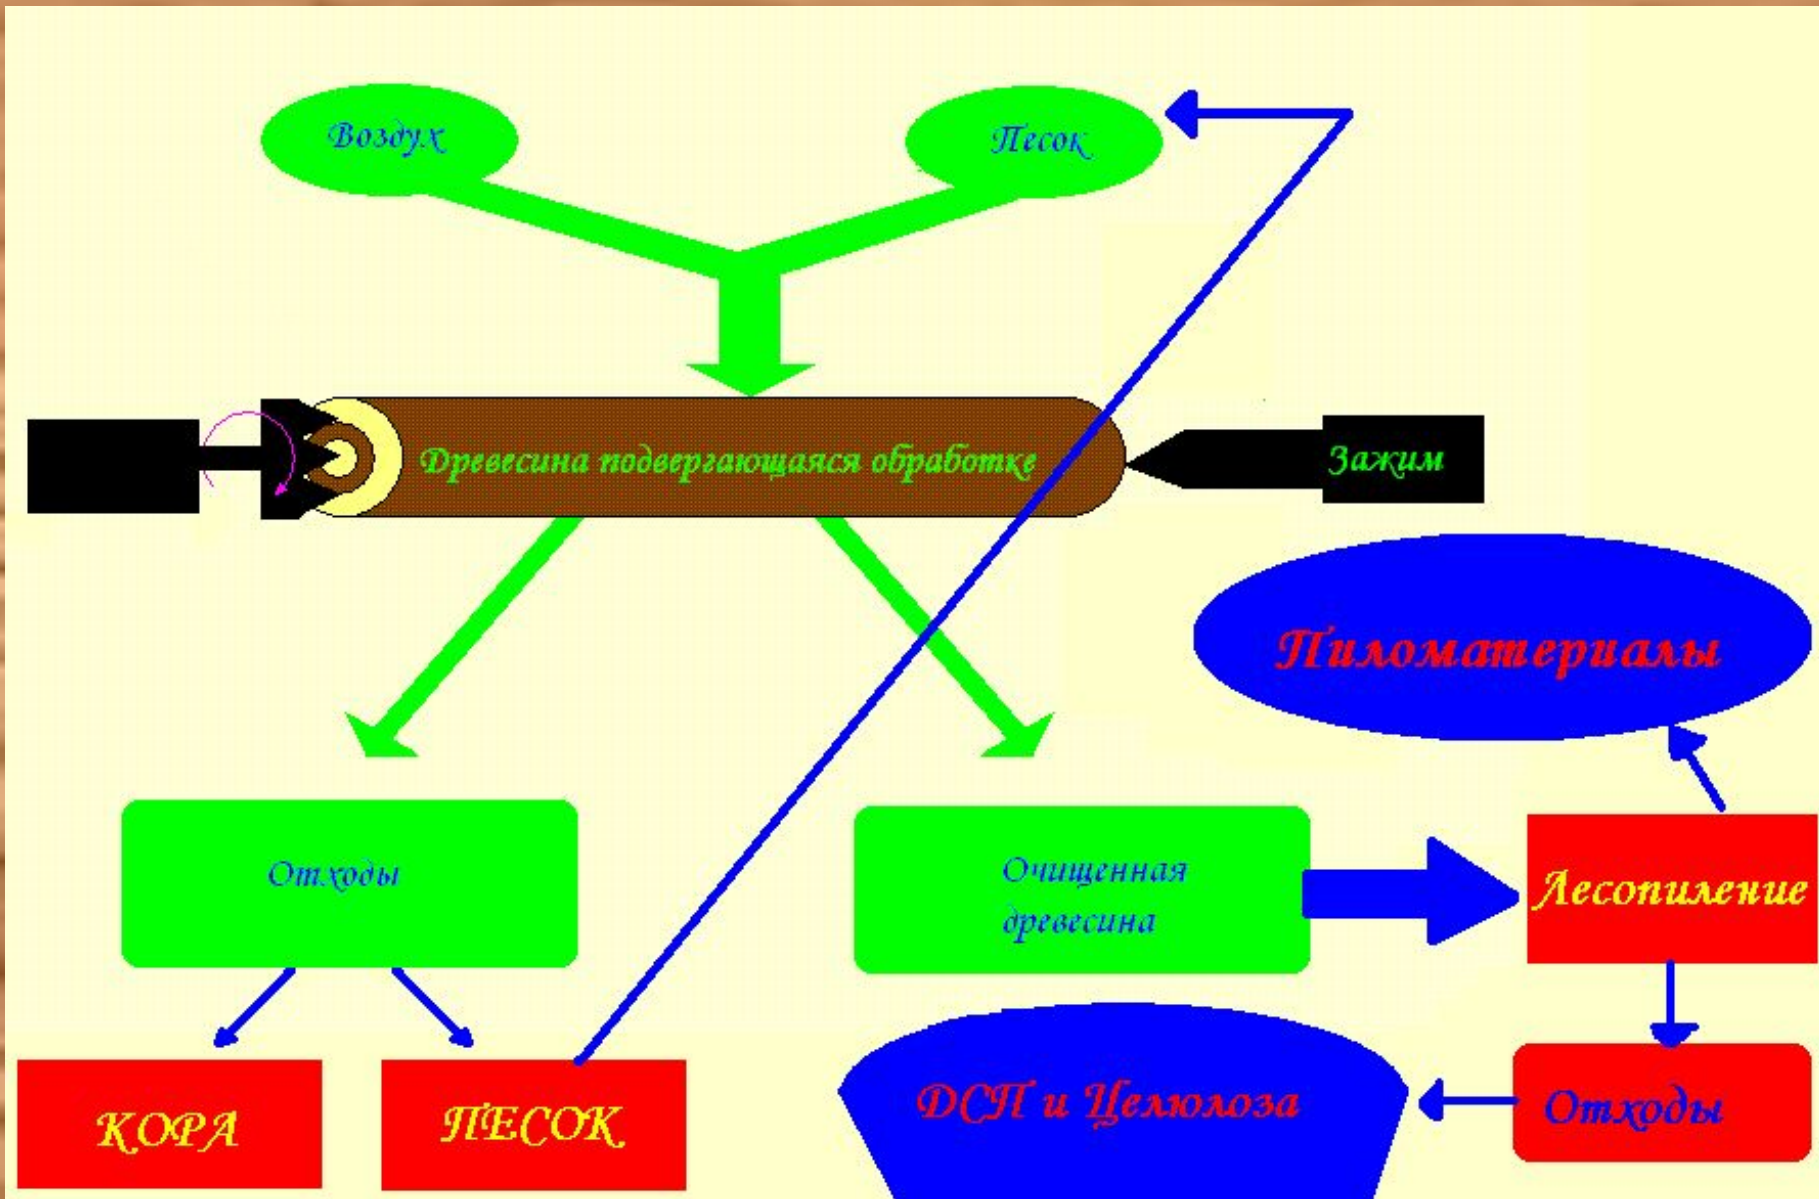 Воздух
Песок
Древесина подвергающаяся обработке
Зажим
Пиломатериалы
Отходы
Очищенная
древесина
Лесопиление
КОРА
ПЕСОК
ДСП и Целюлоза
Отходы